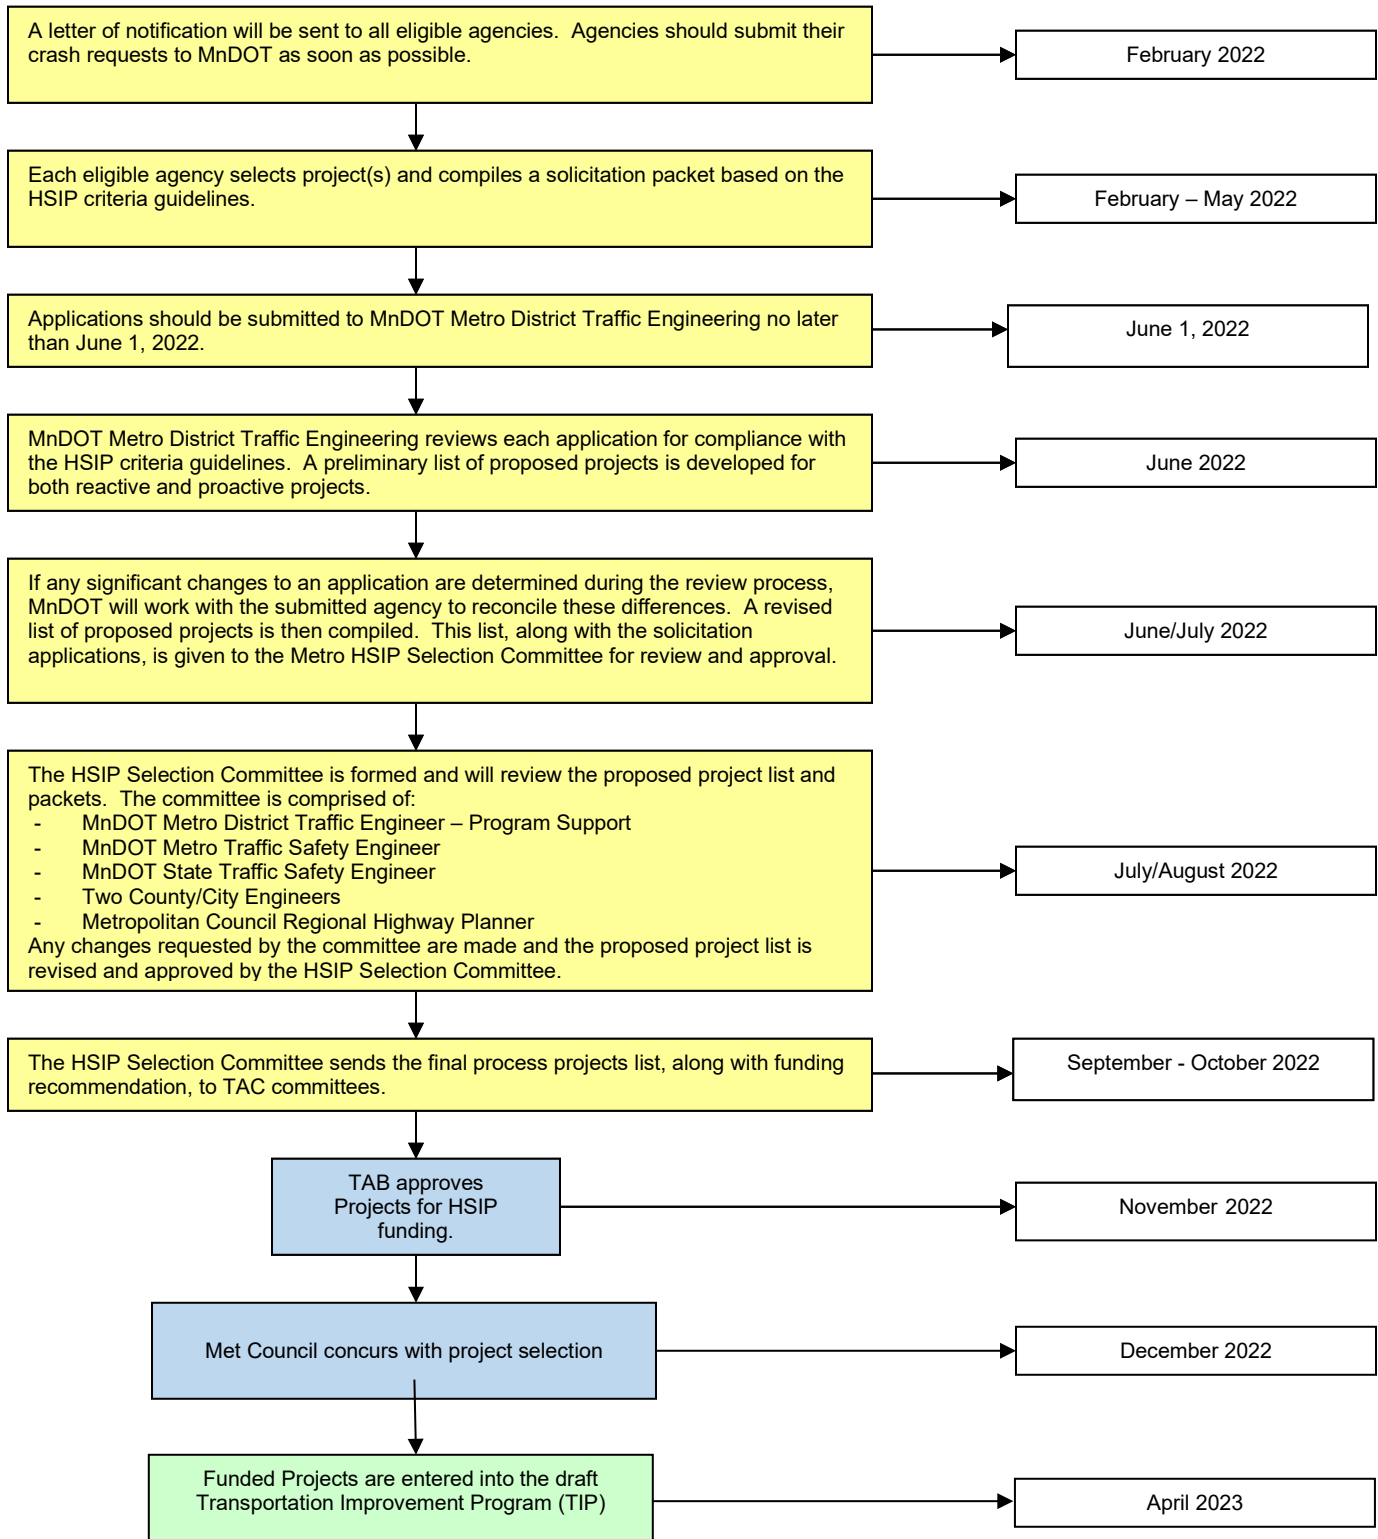 A letter of notification will be sent to all eligible agencies.  Agencies should submit their
crash requests to MnDOT as soon as possible.
February 2022
Each eligible agency selects project(s) and compiles a solicitation packet based on the
HSIP criteria guidelines.
February – May 2022
Applications should be submitted to MnDOT Metro District Traffic Engineering no later
than June 1, 2022.
June 1, 2022
MnDOT Metro District Traffic Engineering reviews each application for compliance with
the HSIP criteria guidelines.  A preliminary list of proposed projects is developed for
both reactive and proactive projects.
June 2022
If any significant changes to an application are determined during the review process,
MnDOT will work with the submitted agency to reconcile these differences.  A revised
list of proposed projects is then compiled.  This list, along with the solicitation
applications, is given to the Metro HSIP Selection Committee for review and approval.
June/July 2022
The HSIP Selection Committee is formed and will review the proposed project list and
packets.  The committee is comprised of:
- MnDOT Metro District Traffic Engineer – Program Support
- MnDOT Metro Traffic Safety Engineer
- MnDOT State Traffic Safety Engineer
- Two County/City Engineers
- Metropolitan Council Regional Highway Planner
Any changes requested by the committee are made and the proposed project list is
revised and approved by the HSIP Selection Committee.
July/August 2022
The HSIP Selection Committee sends the final process projects list, along with funding
recommendation, to TAC committees.
September - October 2022
TAB approves
Projects for HSIP
funding.
November 2022
Met Council concurs with project selection
December 2022
Funded Projects are entered into the draft
Transportation Improvement Program (TIP)
April 2023